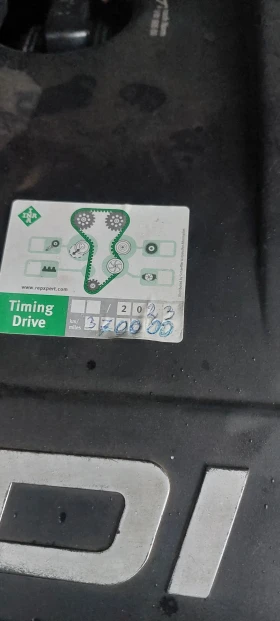 INA
www.repxpert.com
Timing
Drive
/ 2023
km/
miles
370000
DI